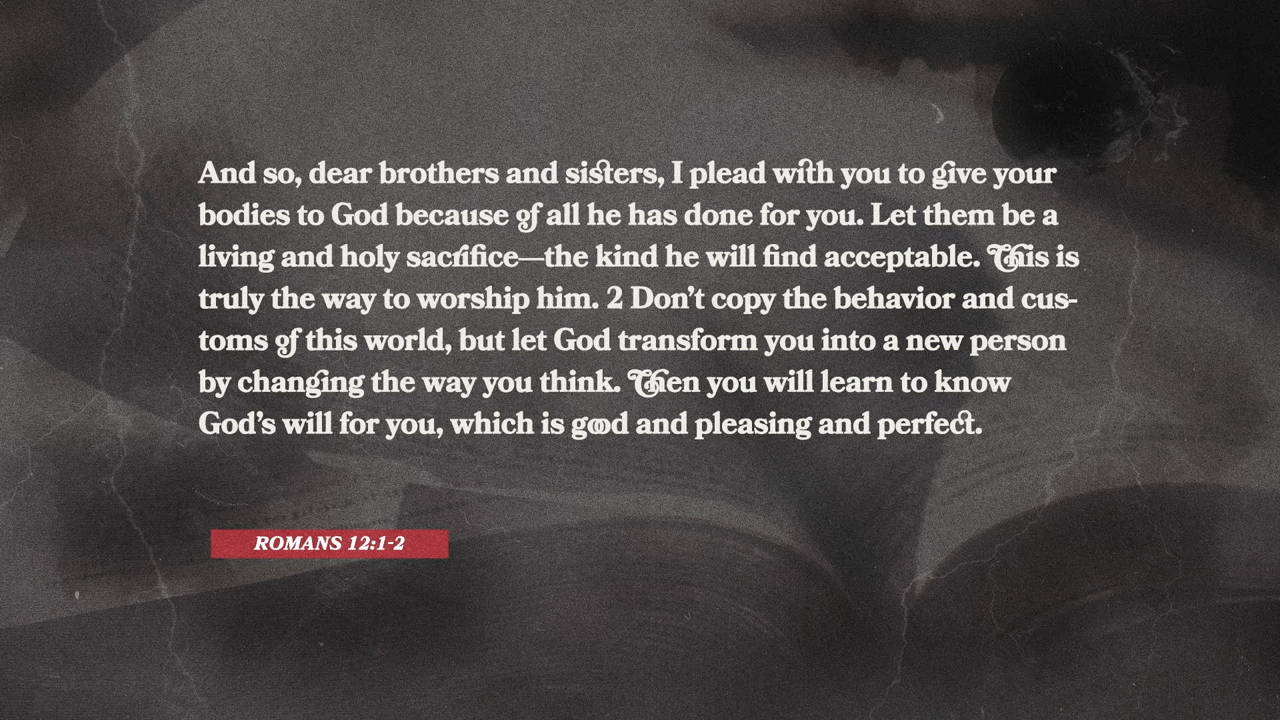 And so, dear brothers and sisters, I plead with you to give your
bodies to God because of all he has done for you. Let them be a
living and holy sacrifice—the kind he will find acceptable. This is
truly the way to worship him. 2 Don’t copy the behavior and cus-
toms of this world, but let God transform you into a new person
by changing the way you think. Then you will learn to know
God’s will for you, which is good and pleasing and perfect.
ROMANS 12:1-2